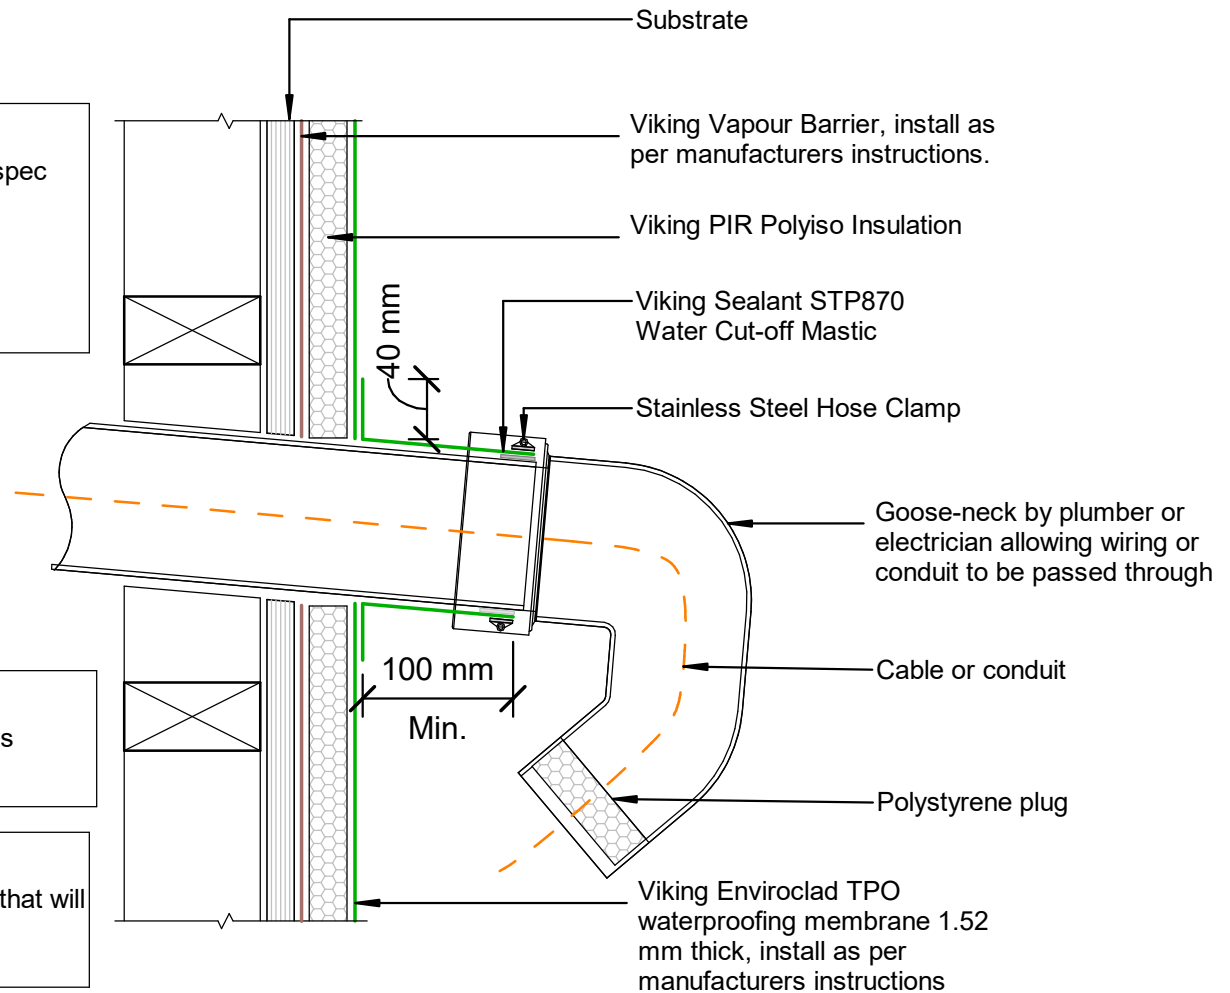 Substrate
Viking Vapour Barrier, install as
per manufacturers instructions.
spec
Viking PIR Polyiso Insulation
Viking Sealant STP870
Water Cut-off Mastic
40 mm
Stainless Steel Hose Clamp
Goose-neck by plumber or
electrician allowing wiring or
conduit to be passed through
100 mm
Min.
Cable or conduit
s
Polystyrene plug
that will
Viking Enviroclad TPO
waterproofing membrane 1.52
mm thick, install as per
manufacturers instructions